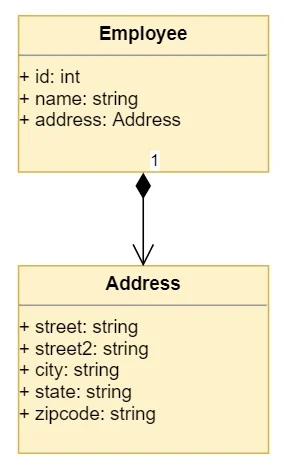 Employee
+ id: int
+ name: string
+ address: Address
1
Address
+ street: string
+ street2: string
+ city: string
+ state: string
+ zipcode: string